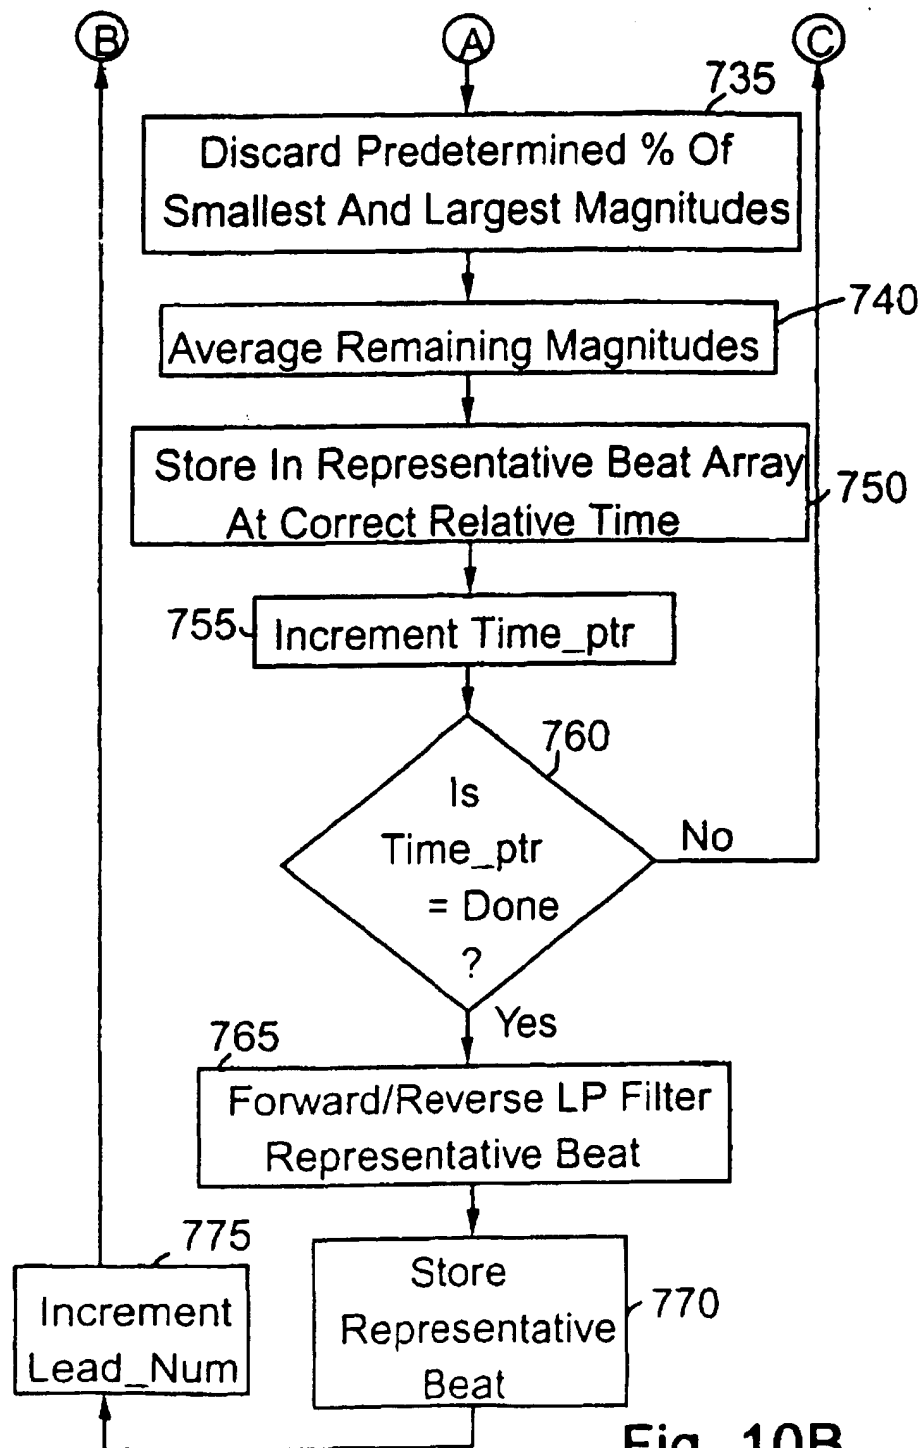 B
A
C
735
Discard Predetermined % Of
Smallest And Largest Magnitudes
740
Average Remaining Magnitudes
Store In Representative Beat Array
At Correct Relative Time
750
755
Increment Time_ptr
760
Is
Time_ptr
= Done
?
No
Yes
765
Forward/Reverse LP Filter
Representative Beat
775
Increment
Lead_Num
Store
Representative
Beat
770
Fig. 10B